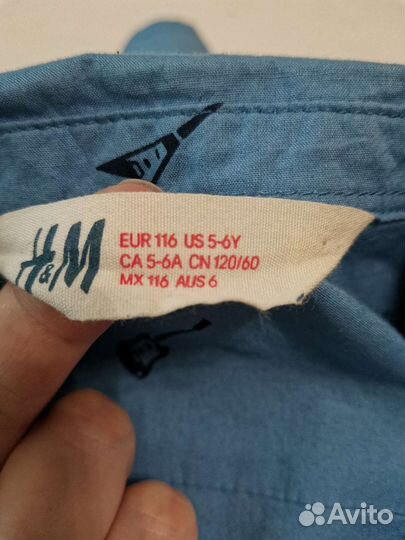 H&M
EUR 116 US 5-6Y
CA 5-6A CN 120/60
MX 116 AUS 6
Avito